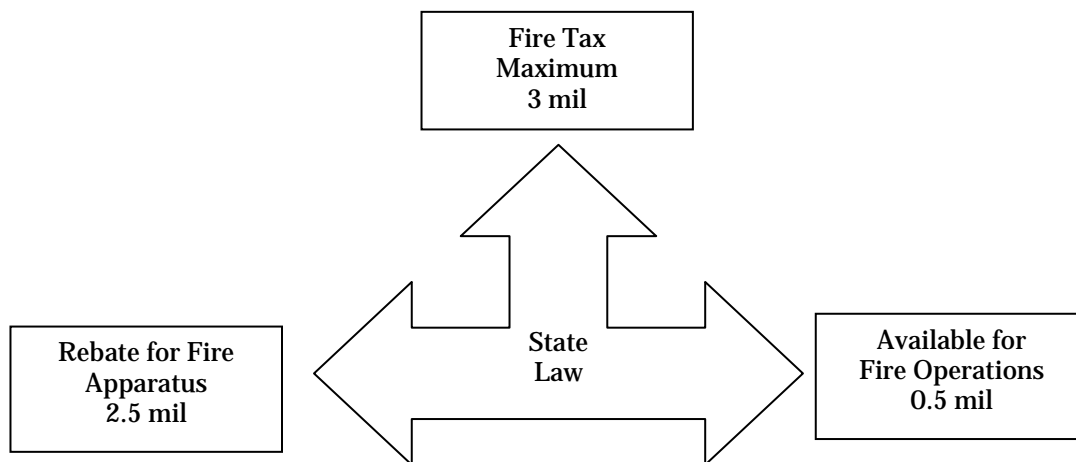 Fire Tax
Maximum
3 mil
Rebate for Fire
Apparatus
2.5 mil
State
Law
Available for
Fire Operations
0.5 mil